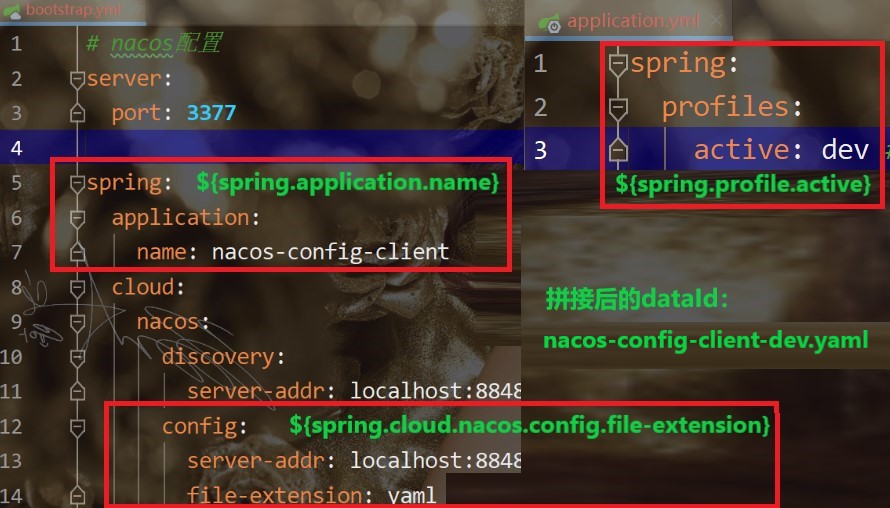 bootstrap.yml
1 # nacos配置
2 server:
3 port: 3377
4
5 spring: ${spring.application.name}
6 application:
7 name: nacos-config-client
8 cloud:
9 nacos:
10 discovery:
11 server-addr: localhost:8848
12 config: ${spring.cloud.nacos.config.file-extension}
13 server-addr: localhost:8848
14 file-extension: yaml
application.yml
1 spring:
2 profiles:
3 active: dev #
${spring.profile.active}
拼接后的dataId:
nacos-config-client-dev.yaml